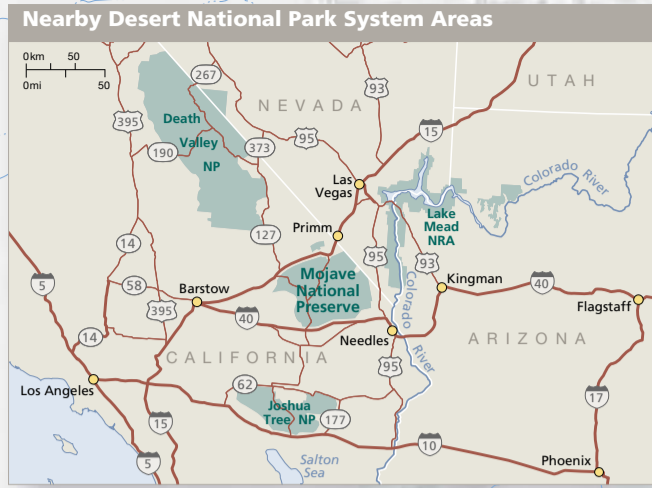 Nearby Desert National Park System Areas
0km 50
0mi 50
267
93
UTAH
NEVADA
395
Death
Valley
NP
190
373
95
15
Las
Vegas
Colorado River
Lake
Mead
NRA
Primm
127
14
95
93
5
58
Barstow
395
Mojave
National
Preserve
Colorado
River
Kingman
40
Flagstaff
40
14
Needles
ARIZONA
CALIFORNIA
95
Los Angeles
62
Joshua
Tree NP
177
17
15
10
5
Salton
Sea
Phoenix